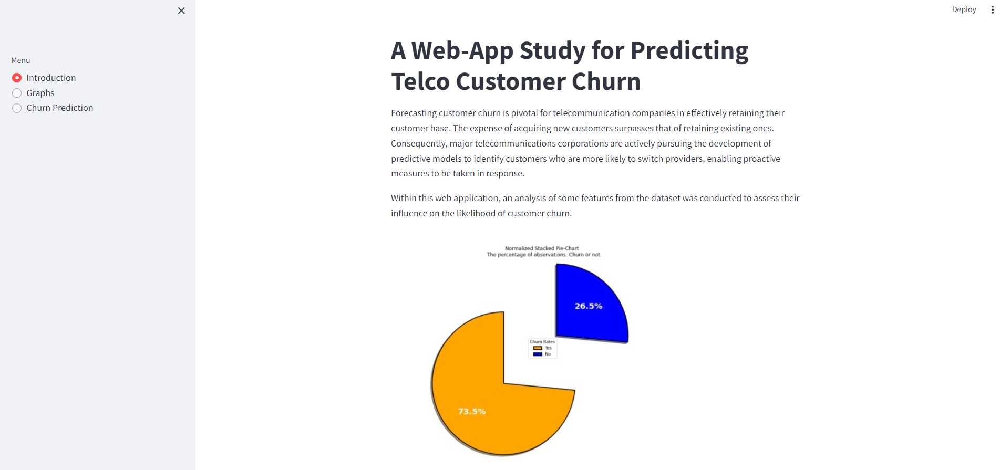 Deploy
Menu
Introduction
Graphs
Churn Prediction
A Web-App Study for Predicting
Telco Customer Churn
Forecasting customer churn is pivotal for telecommunication companies in effectively retaining their
customer base. The expense of acquiring new customers surpasses that of retaining existing ones.
Consequently, major telecommunications corporations are actively pursuing the development of
predictive models to identify customers who are more likely to switch providers, enabling proactive
measures to be taken in response.
Within this web application, an analysis of some features from the dataset was conducted to assess their
influence on the likelihood of customer churn.
Normalized Stacked Pie-Chart
The percentage of observations: Churn or not
26.5%
Churn Rates
Yes
No
73.5%